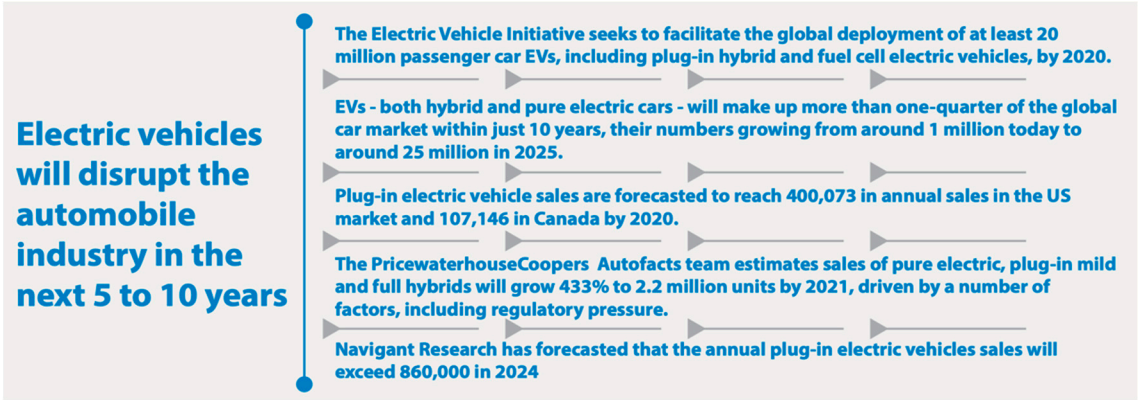 Electric vehicles
will disrupt the
automobile
industry in the
next 5 to 10 years
The Electric Vehicle Initiative seeks to facilitate the global deployment of at least 20
million passenger car EVs, including plug-in hybrid and fuel cell electric vehicles, by 2020.
EVs - both hybrid and pure electric cars - will make up more than one-quarter of the global
car market within just 10 years, their numbers growing from around 1 million today to
around 25 million in 2025.
Plug-in electric vehicle sales are forecasted to reach 400,073 in annual sales in the US
market and 107,146 in Canada by 2020.
The PricewaterhouseCoopers Autofacts team estimates sales of pure electric, plug-in mild
and full hybrids will grow 433% to 2.2 million units by 2021, driven by a number of
factors, including regulatory pressure.
Navigant Research has forecasted that the annual plug-in electric vehicles sales will
exceed 860,000 in 2024